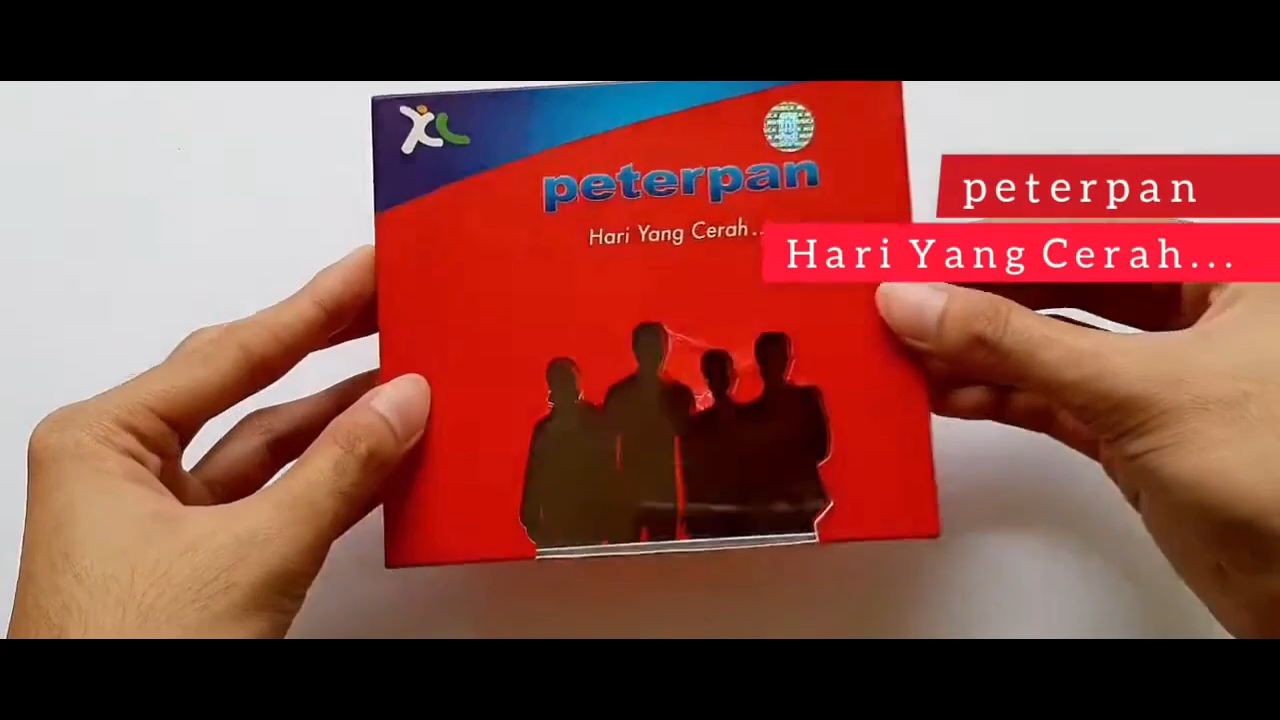 XL
peterpan
Hari Yang Cerah..
peterpan
Hari Yang Cerah...